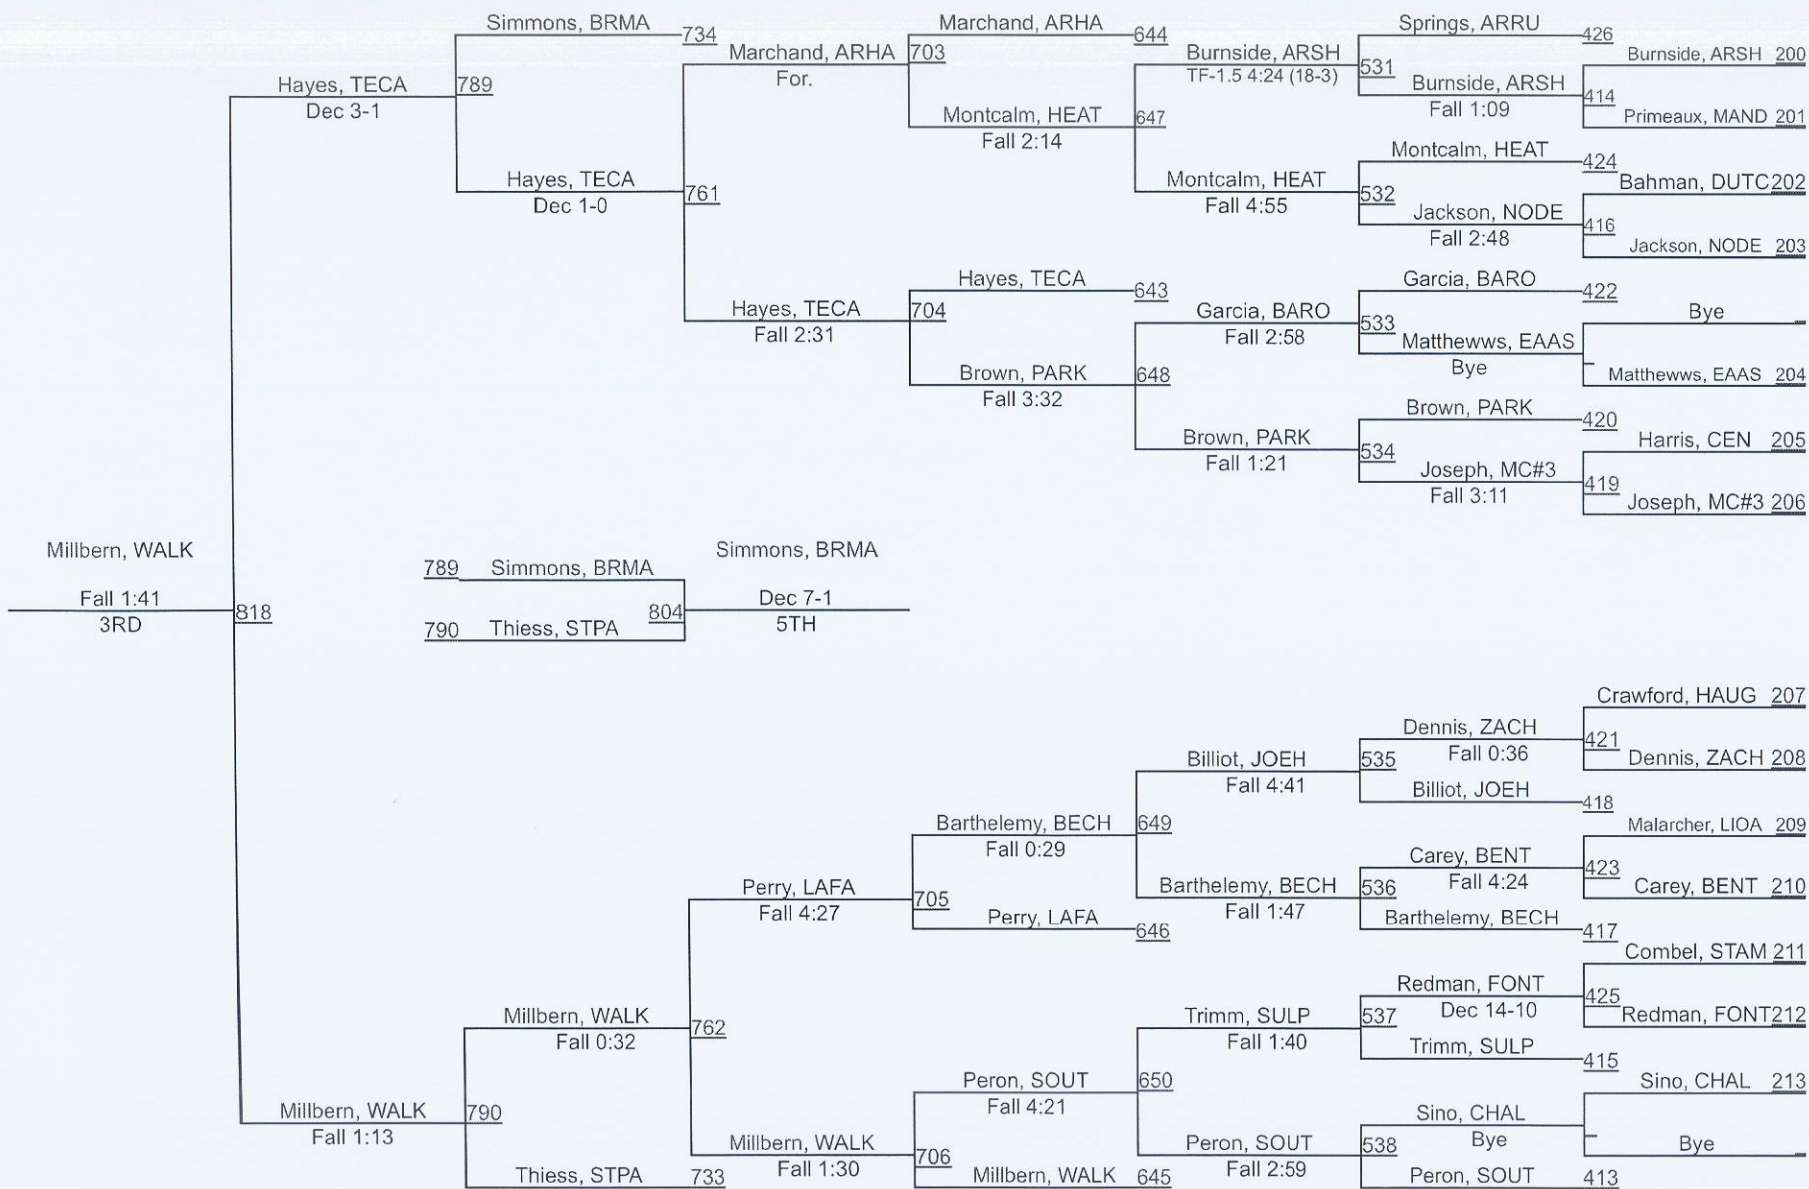 Simmons, BRMA
734
Marchand, ARHA
644
Springs, ARRU
426
Marchand, ARHA
For.
703
Burnside, ARSH
TF-1.5 4:24 (18-3)
531
Burnside, ARSH 200
Hayes, TECA
Dec 3-1
789
Burnside, ARSH
Fall 1:09
414
Montcalm, HEAT
Fall 2:14
647
Primeaux, MAND 201
Montcalm, HEAT
424
Hayes, TECA
Dec 1-0
761
Montcalm, HEAT
Fall 4:55
532
Bahman, DUTC 202
Jackson, NODE
Fall 2:48
416
Jackson, NODE 203
Hayes, TECA
643
Garcia, BARO
422
Hayes, TECA
Fall 2:31
704
Garcia, BARO
Fall 2:58
533
Bye
Matthewws, EAAS
Bye
Brown, PARK
Fall 3:32
648
Matthewws, EAAS 204
Brown, PARK
420
Brown, PARK
Fall 1:21
534
Harris, CEN 205
Joseph, MC#3
Fall 3:11
419
Joseph, MC#3 206
Millbern, WALK
Fall 1:41
3RD
818
789 Simmons, BRMA
790 Thiess, STPA
804
Simmons, BRMA
Dec 7-1
5TH
Crawford, HAUG 207
Dennis, ZACH
Fall 0:36
421
Billiot, JOEH
Fall 4:41
535
Dennis, ZACH 208
Billiot, JOEH
418
Barthelemy, BECH
Fall 0:29
649
Malarcher, LIOA 209
Carey, BENT
Fall 4:24
423
Perry, LAFA
Fall 4:27
705
Barthelemy, BECH
Fall 1:47
536
Carey, BENT 210
Perry, LAFA
646
Barthelemy, BECH
417
Combel, STAM 211
Redman, FONT
Dec 14-10
425
Millbern, WALK
Fall 0:32
762
Trimm, SULP
Fall 1:40
537
Redman, FONT 212
Trimm, SULP
415
Peron, SOUT
Fall 4:21
650
Sino, CHAL 213
Millbern, WALK
Fall 1:13
790
Sino, CHAL
Bye
Millbern, WALK
Fall 1:30
706
Peron, SOUT
Fall 2:59
538
Bye
Thiess, STPA
733
Millbern, WALK
645
Peron, SOUT
413